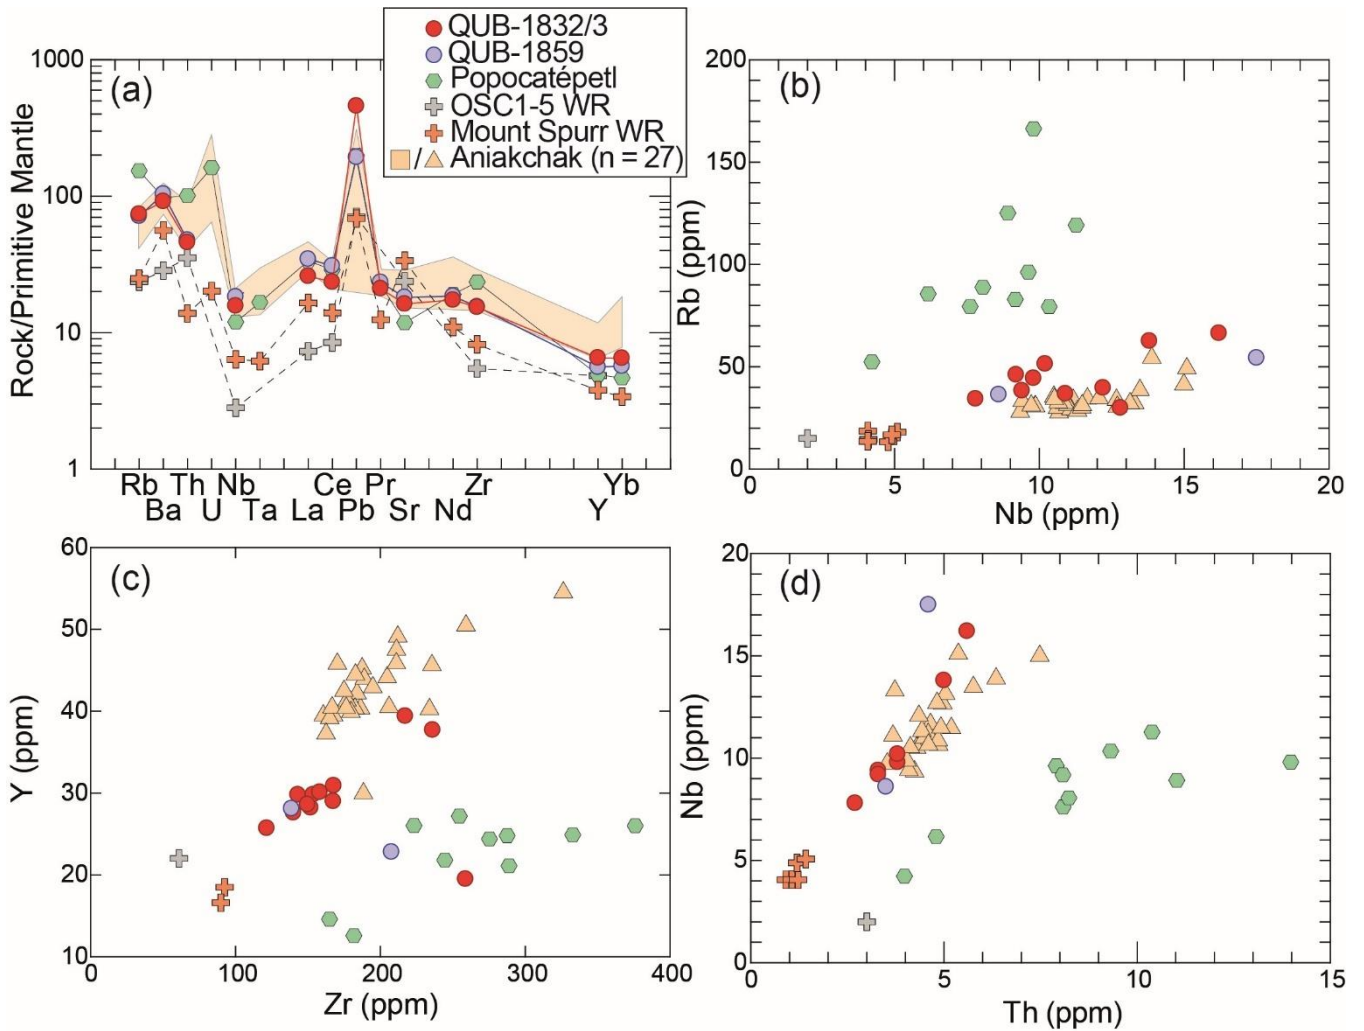 QUB-1832/3
QUB-1859
Popocatépetl
OSC1-5 WR
Mount Spurr WR
/ Aniakchak (n = 27)
(a)
1000
100
10
1
Rock/Primitive Mantle
Rb Th Nb Ce Pr Zr Yb
Ba U Ta La Pb Sr Nd Y
(b)
200
150
100
50
0
Rb (ppm)
0 5 10 15 20
Nb (ppm)
(c)
60
50
40
30
20
10
Y (ppm)
0 100 200 300 400
Zr (ppm)
(d)
20
15
10
5
0
Nb (ppm)
0 5 10 15
Th (ppm)